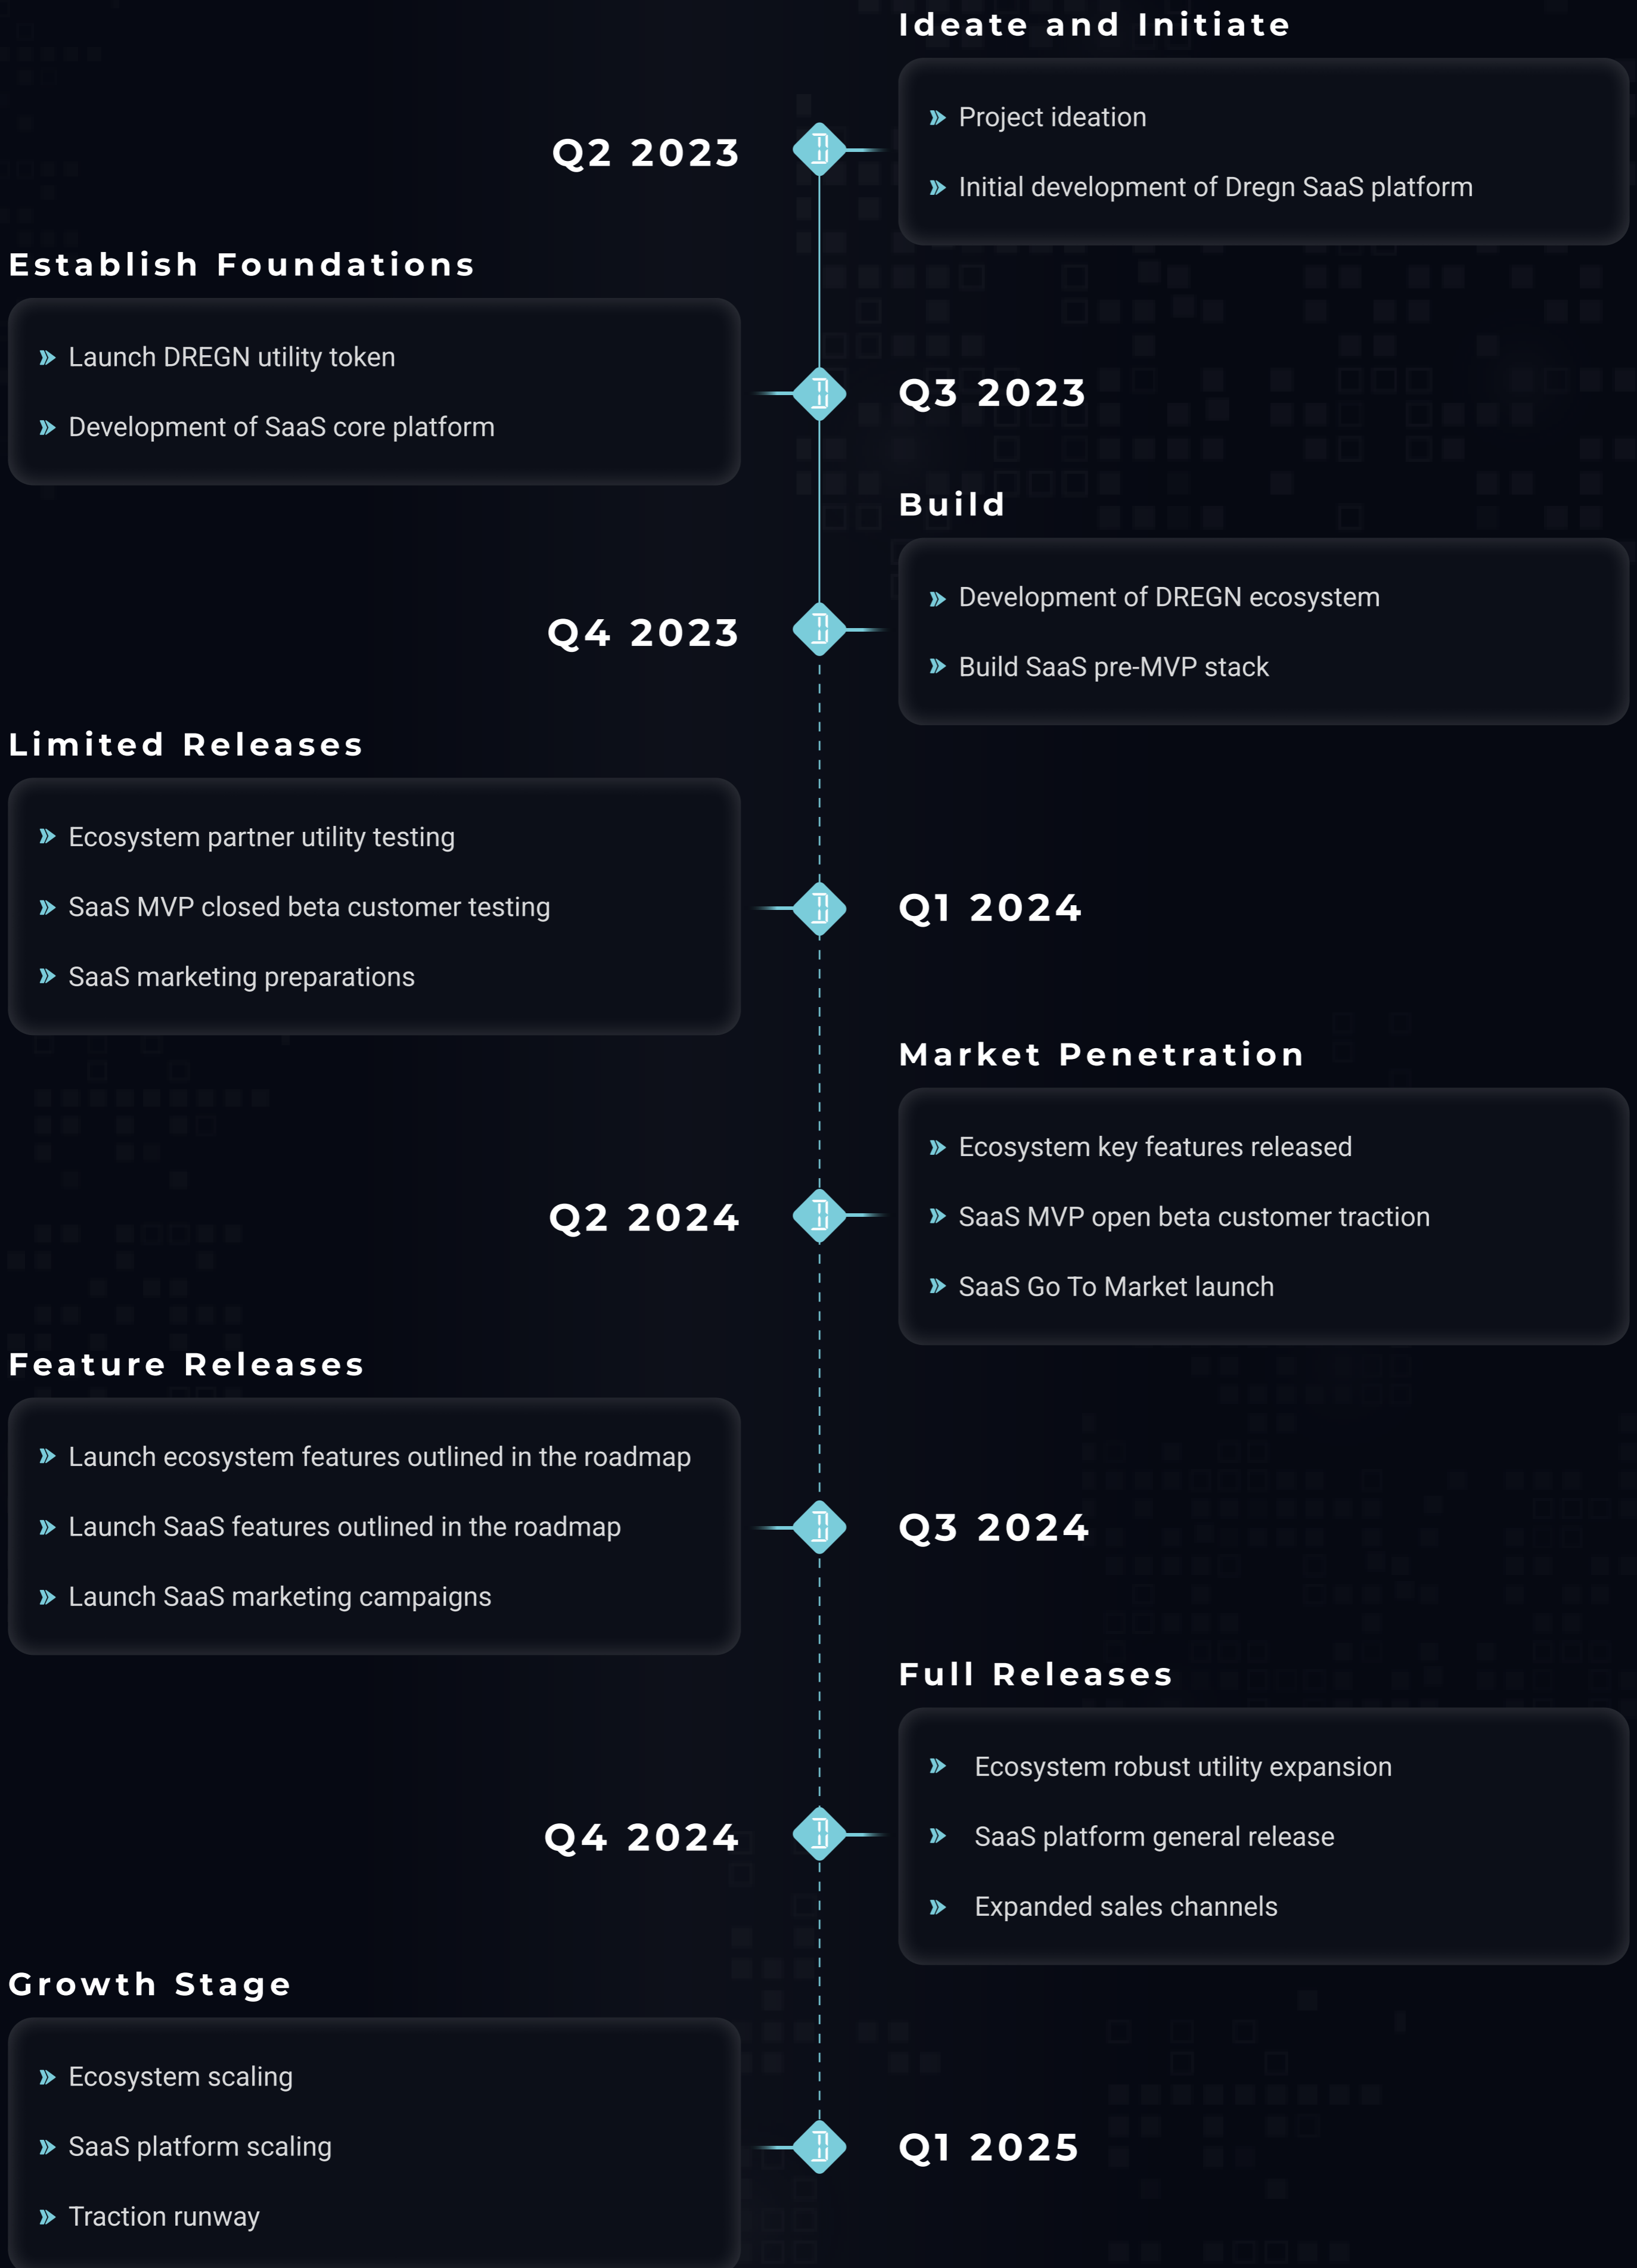 Ideate and Initiate
Q2 2023
Project ideation
Initial development of Dregn SaaS platform
Establish Foundations
Launch DREGN utility token
Development of SaaS core platform
Q3 2023
Build
Q4 2023
Development of DREGN ecosystem
Build SaaS pre-MVP stack
Limited Releases
Ecosystem partner utility testing
SaaS MVP closed beta customer testing
SaaS marketing preparations
Q1 2024
Market Penetration
Q2 2024
Ecosystem key features released
SaaS MVP open beta customer traction
SaaS Go To Market launch
Feature Releases
Launch ecosystem features outlined in the roadmap
Launch SaaS features outlined in the roadmap
Launch SaaS marketing campaigns
Q3 2024
Full Releases
Q4 2024
Ecosystem robust utility expansion
SaaS platform general release
Expanded sales channels
Growth Stage
Ecosystem scaling
SaaS platform scaling
Traction runway
Q1 2025